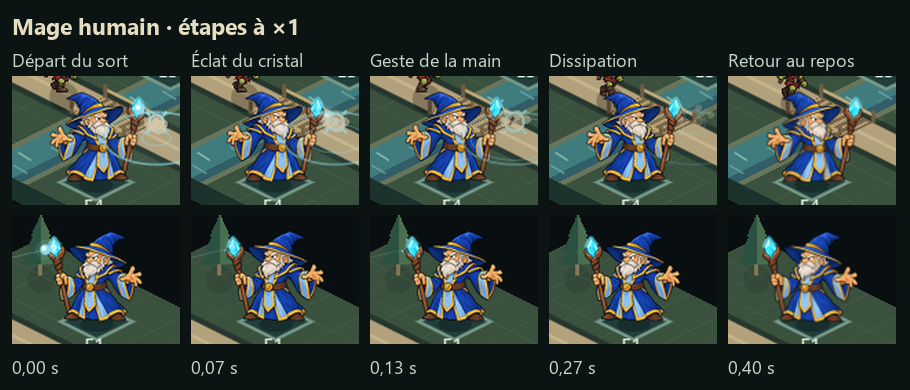 Mage humain · étapes à ×1
Départ du sort
Éclat du cristal
Geste de la main
Dissipation
Retour au repos
0,00 s
0,07 s
0,13 s
0,27 s
0,40 s